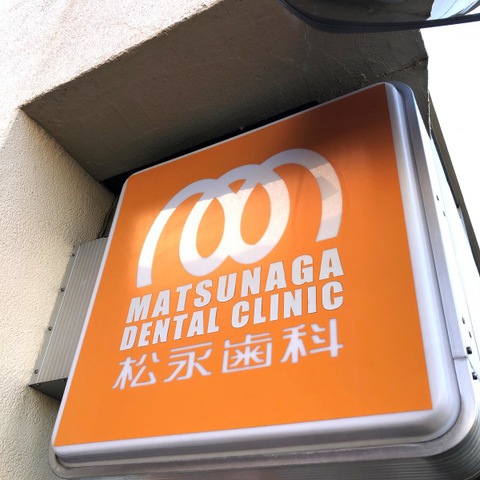 MATSUNAGA
DENTAL CLINIC
松永歯科